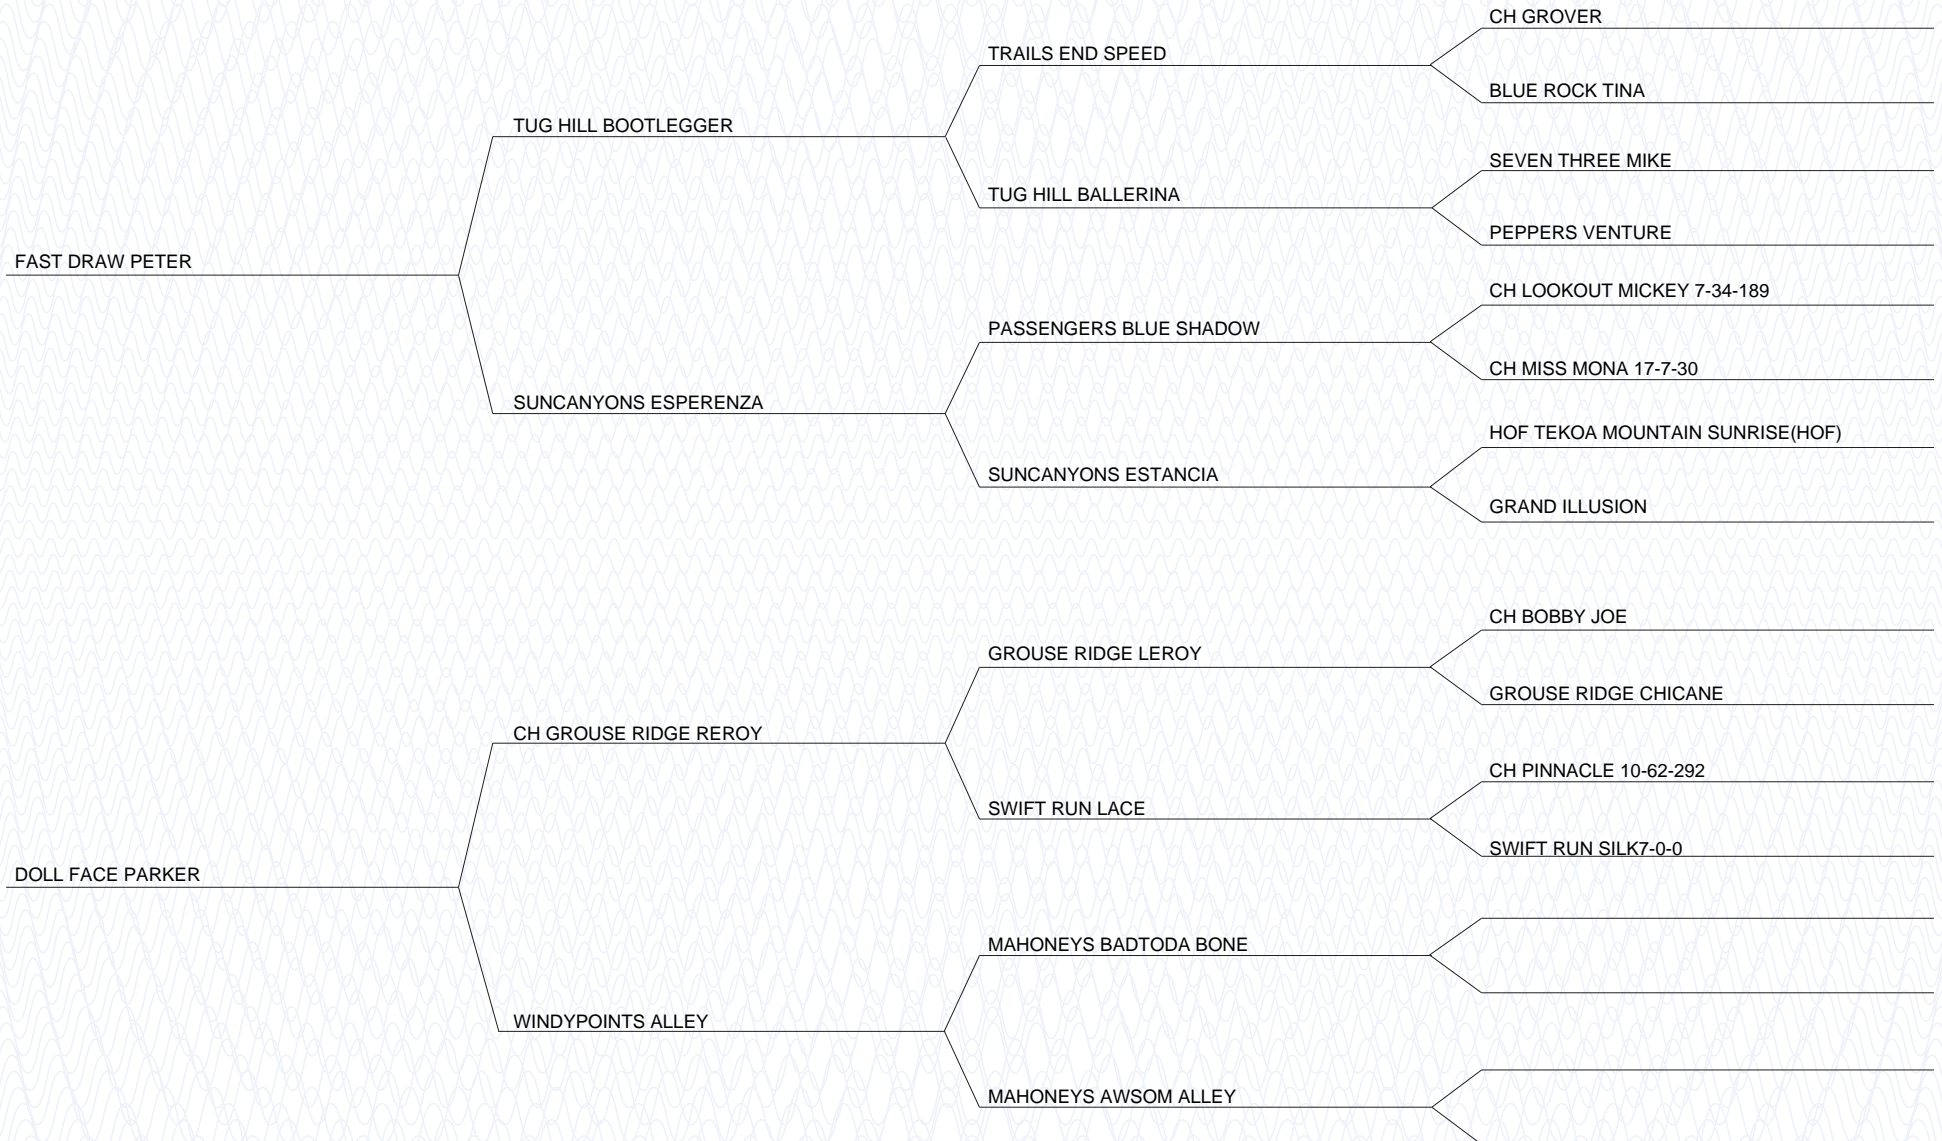 CH GROVER
TRAILS END SPEED
BLUE ROCK TINA
TUG HILL BOOTLEGGER
SEVEN THREE MIKE
TUG HILL BALLERINA
PEPPERS VENTURE
FAST DRAW PETER
CH LOOKOUT MICKEY 7-34-189
PASSENGERS BLUE SHADOW
CH MISS MONA 17-7-30
SUNCANYONS ESPERENZA
HOF TEKOA MOUNTAIN SUNRISE(HOF)
SUNCANYONS ESTANCIA
GRAND ILLUSION
CH BOBBY JOE
GROUSE RIDGE LEROY
GROUSE RIDGE CHICANE
CH GROUSE RIDGE REROY
CH PINNACLE 10-62-292
SWIFT RUN LACE
SWIFT RUN SILK7-0-0
DOLL FACE PARKER
MAHONEYS BADTODA BONE
WINDYPOINTS ALLEY
MAHONEYS AWSOM ALLEY